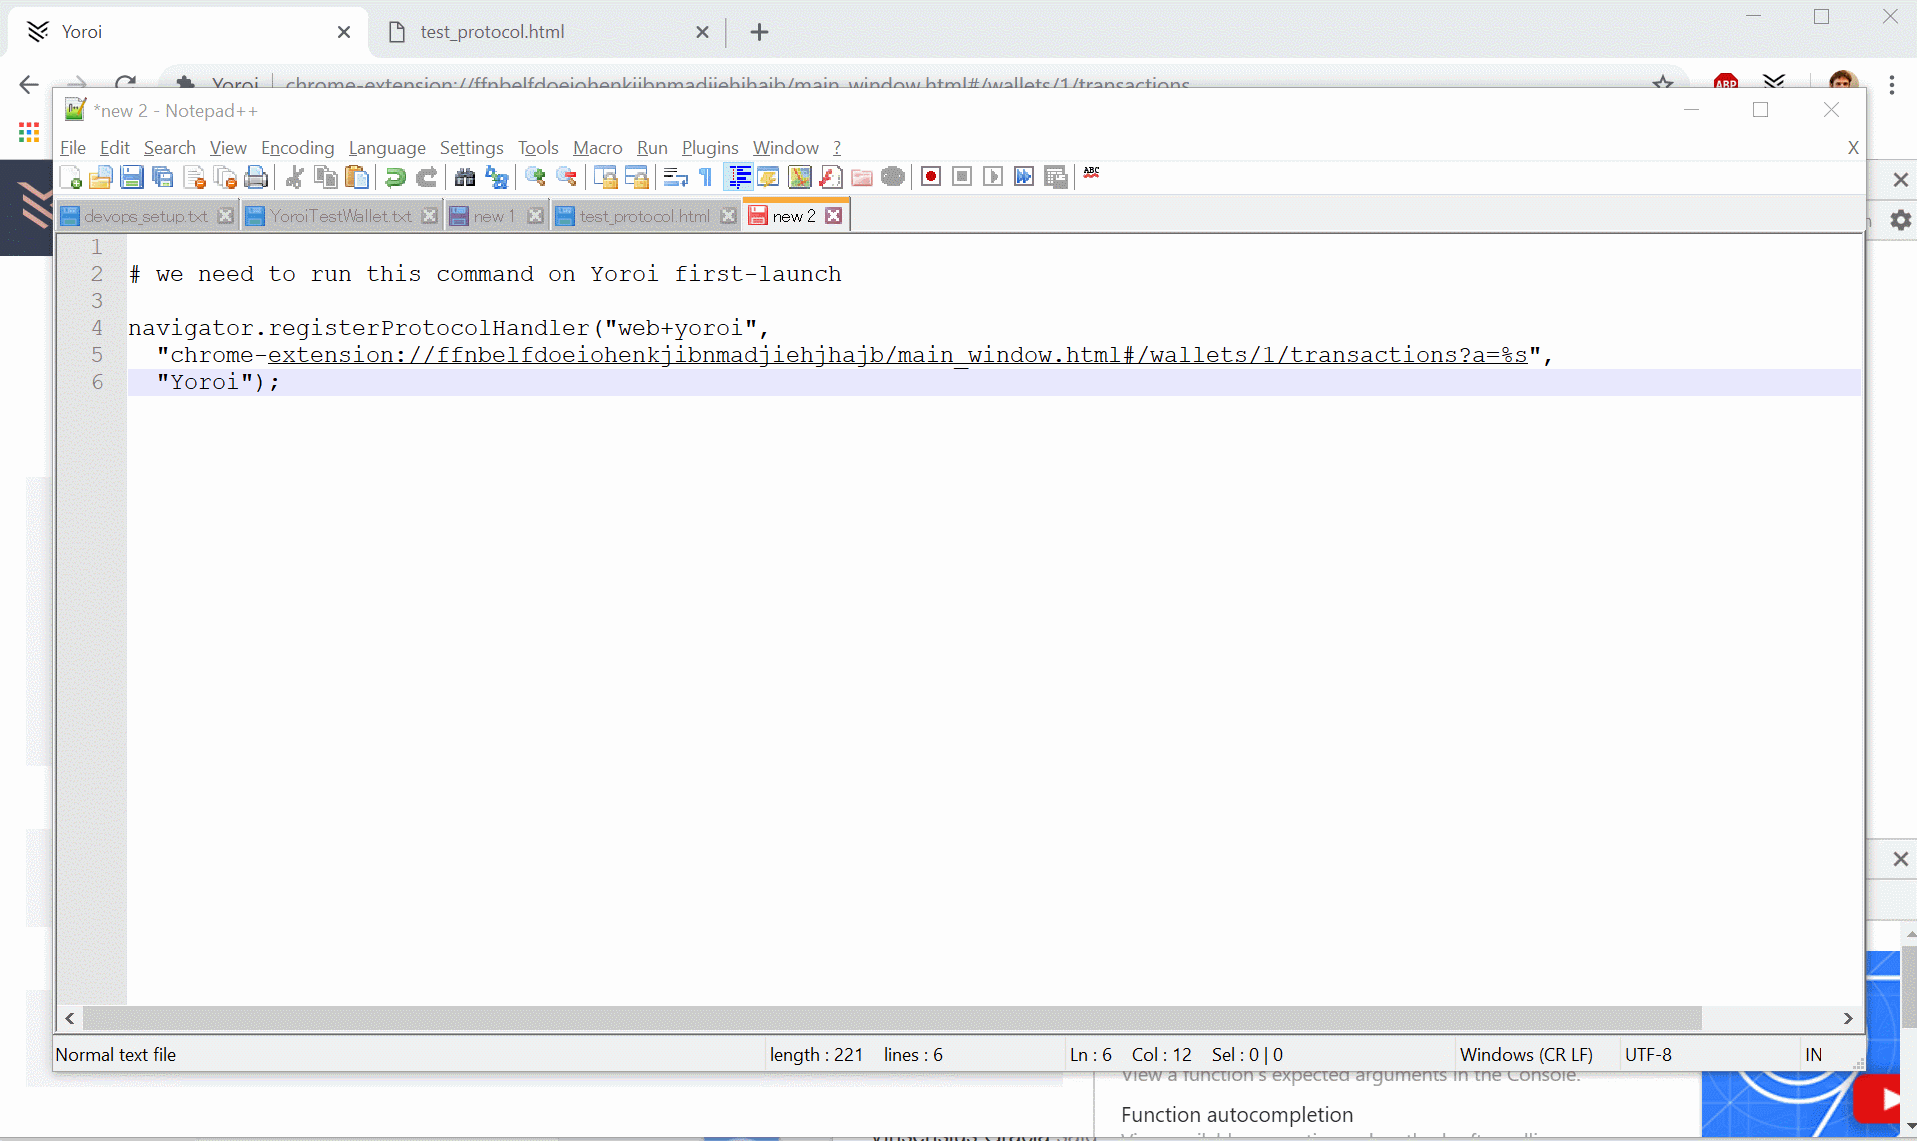 Yoroi
test_protocol.html
Yoroi chrome-extension://ffnbelfdoeiohenkjibnmadjiehjhajb/main_window.html#/wallets/1/transactions
ABP
*new 2 - Notepad++
File Edit Search View Encoding Language Settings Tools Macro Run Plugins Window ? X
ABC
devops_setup.txt YoroiTestWallet.txt new 1 test_protocol.html new 2
1
2 # we need to run this command on Yoroi first-launch
3
4 navigator.registerProtocolHandler("web+yoroi",
5 "chrome-extension://ffnbelfdoeiohenkjibnmadjiehjhajb/main_window.html#/wallets/1/transactions?a=%s",
6 "Yoroi");
Normal text file length : 221 lines : 6 Ln : 6 Col : 12 Sel : 0 | 0 Windows (CR LF) UTF-8 IN
View a function's expected arguments in the Console.
Function autocompletion